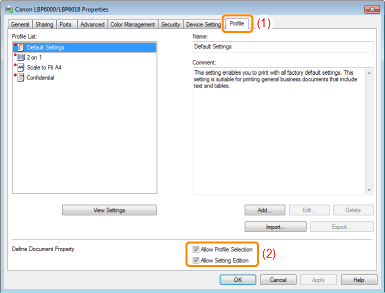 Canon LBP6000/LBP6018 Properties
General Sharing Ports Advanced Color Management Security Device Settings Profile (1)
Profile List:
Default Settings
2 on 1
Scale to Fit A4
Confidential
Name:
Default Settings
Comment:
This setting enables you to print with all factory default settings. This
setting is suitable for printing general business documents that include
text and tables.
View Settings
Add... Edit... Delete
Import... Export...
Define Document Property
Allow Profile Selection
Allow Setting Edition
(2)
OK Cancel Apply Help